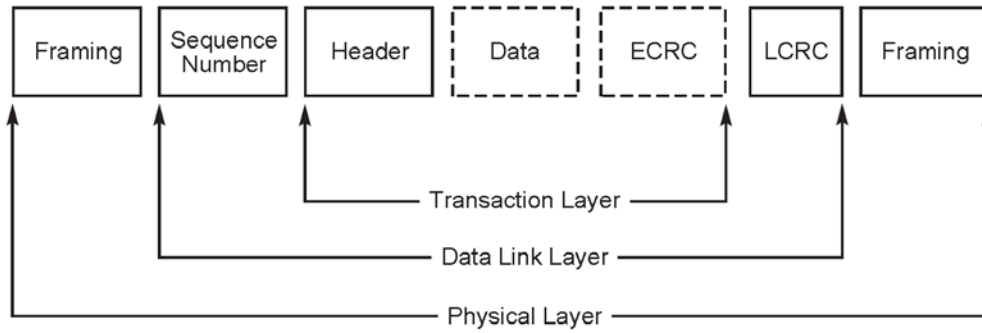 Framing
Sequence
Number
Header
Data
ECRC
LCRC
Framing
Transaction Layer
Data Link Layer
Physical Layer